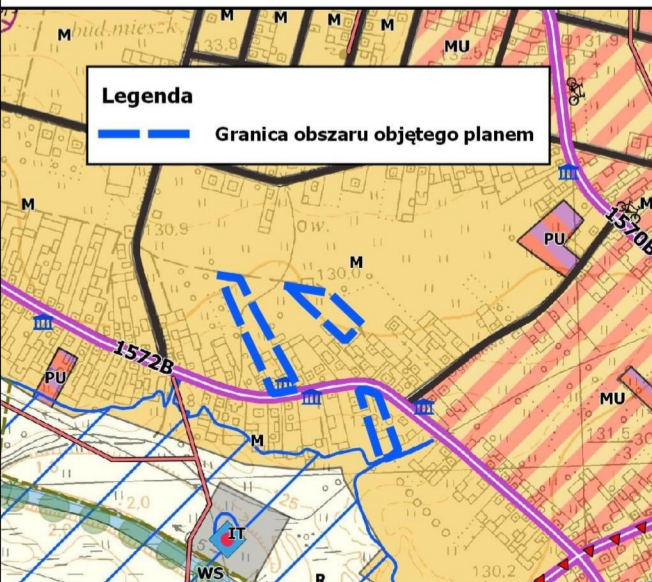 M
M
M
M
M
bud.mieszk.
133,8
MU
131,9
Legenda
Granica obszaru objętego planem
M
M
1570B
130.9
Ow.
M
130.0
PU
1572B
PU
MU
M
131.5
2,0
IT
WS
R
130.2